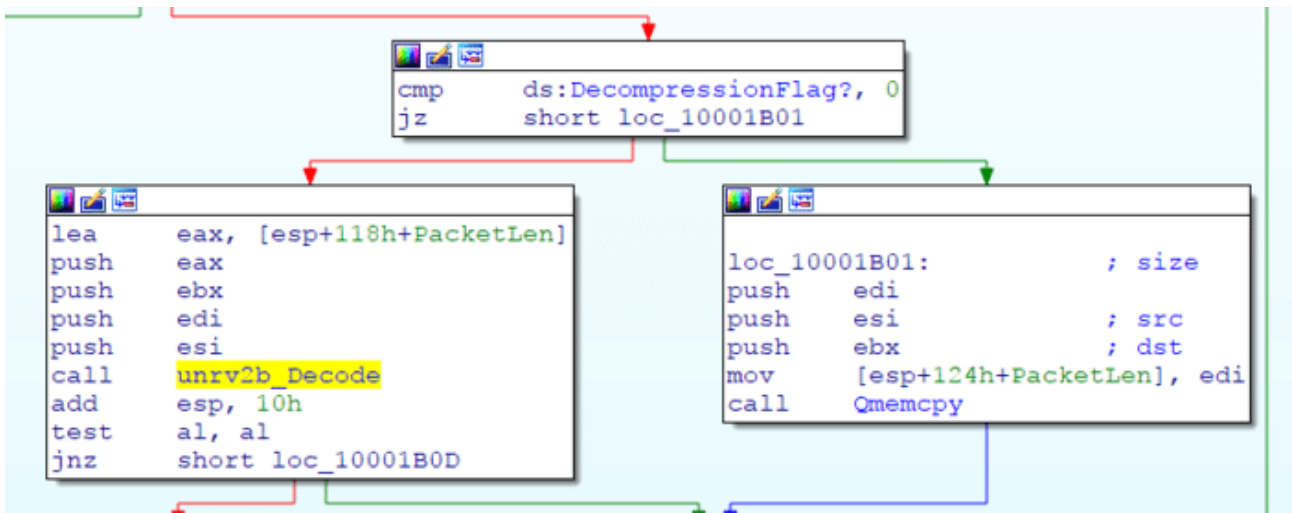 cmp ds:DecompressionFlag?, 0
jz short loc_10001B01
lea eax, [esp+118h+PacketLen]
push eax
push ebx
push edi
push esi
call unrv2b_Decode
add esp, 10h
test al, al
jnz short loc_10001B0D
loc_10001B01: ; size
push edi
push esi ; src
push ebx ; dst
mov [esp+124h+PacketLen], edi
call Qmemcpy